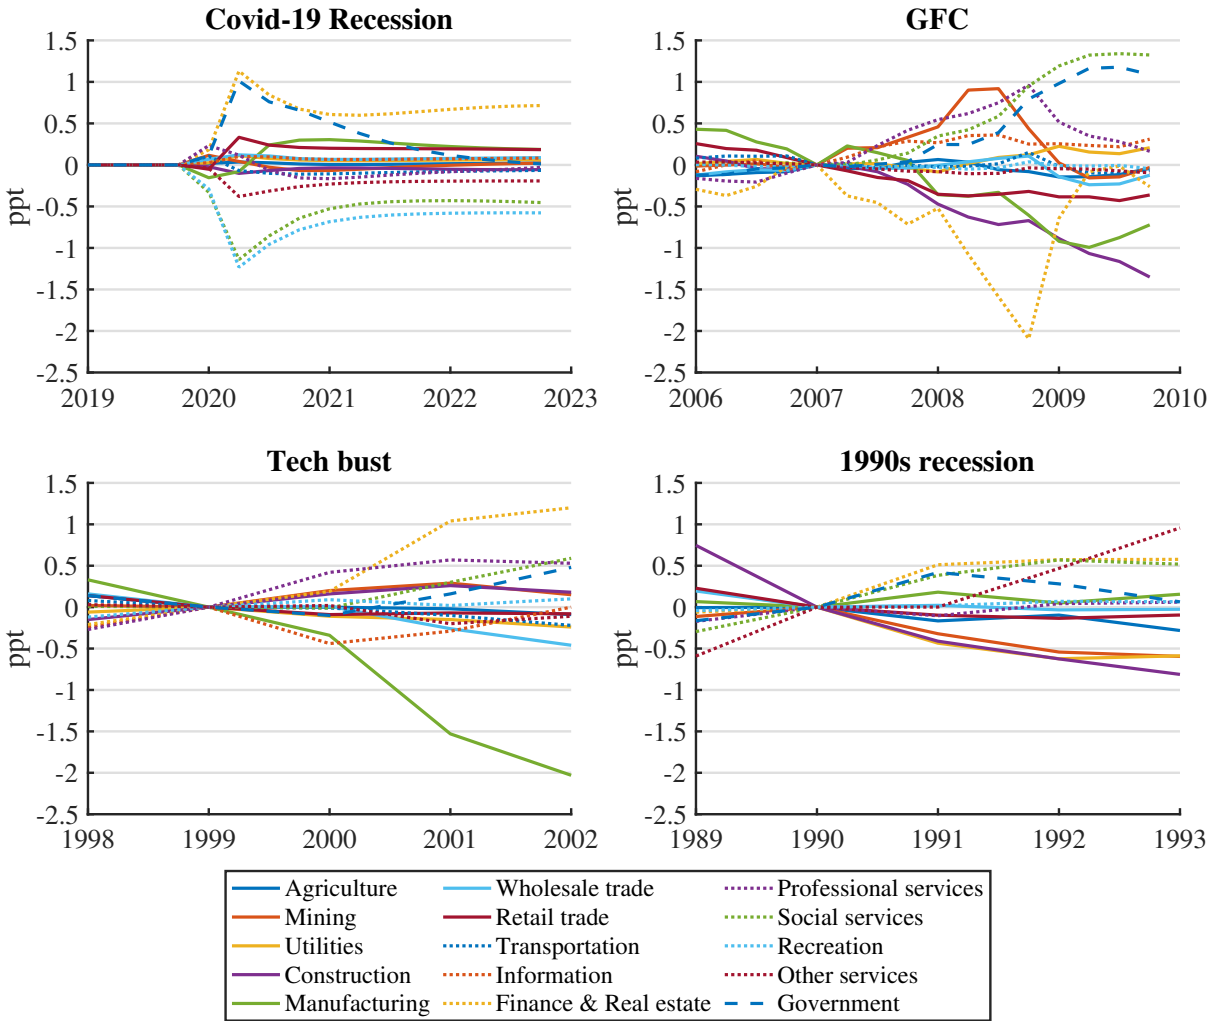 Covid-19 Recession
GFC
1.5
1
0.5
0
-0.5
-1
-1.5
-2
-2.5
ppt
2019
2020
2021
2022
2023
1.5
1
0.5
0
-0.5
-1
-1.5
-2
-2.5
ppt
2006
2007
2008
2009
2010
Tech bust
1990s recession
1.5
1
0.5
0
-0.5
-1
-1.5
-2
-2.5
ppt
1998
1999
2000
2001
2002
1.5
1
0.5
0
-0.5
-1
-1.5
-2
-2.5
ppt
1989
1990
1991
1992
1993
Agriculture
Mining
Utilities
Construction
Manufacturing
Wholesale trade
Retail trade
Transportation
Information
Finance & Real estate
Professional services
Social services
Recreation
Other services
Government